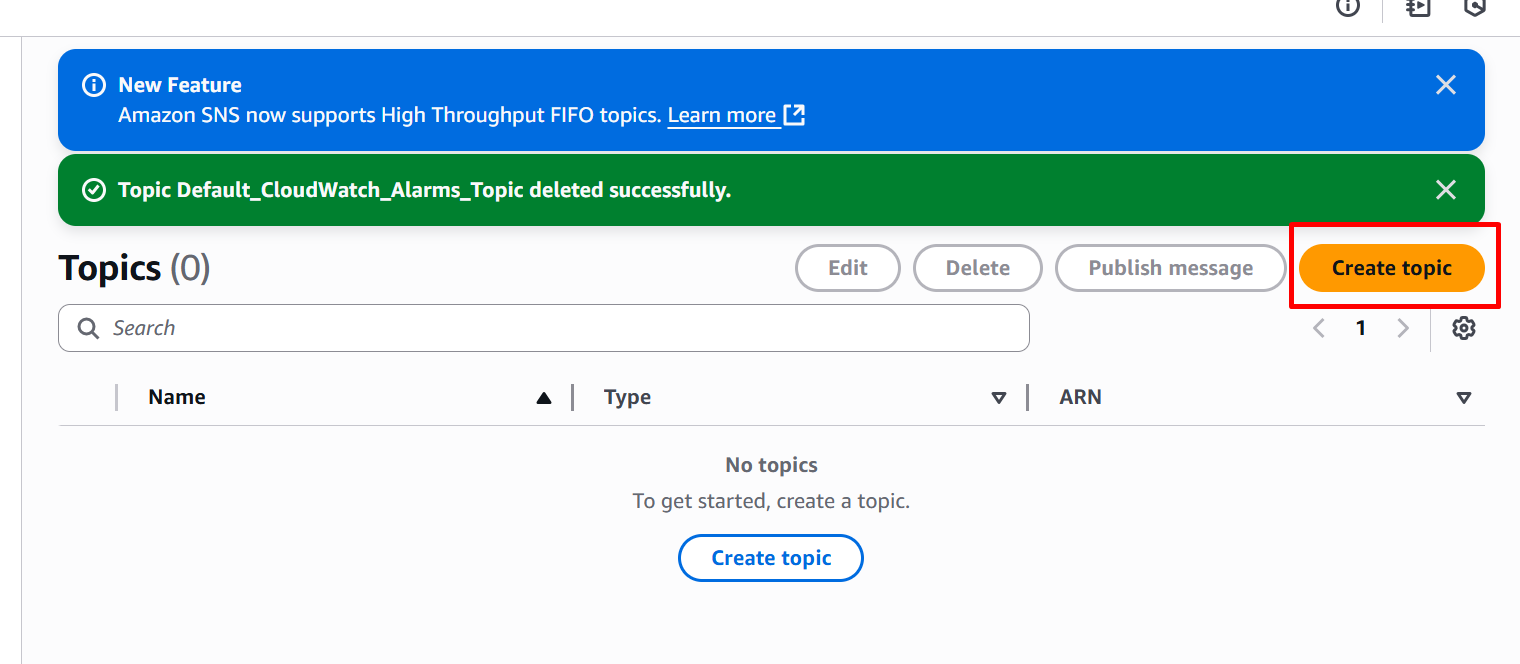 New Feature
Amazon SNS now supports High Throughput FIFO topics. Learn more
Topic Default_CloudWatch_Alarms_Topic deleted successfully.
Topics (0)
Edit
Delete
Publish message
Create topic
Search
1
Name
Type
ARN
No topics
To get started, create a topic.
Create topic